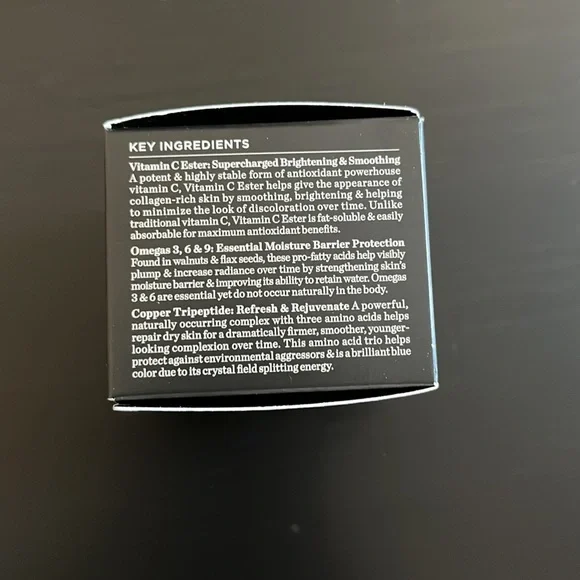 KEY INGREDIENTS
Vitamin C Ester: Supercharged Brightening & Smoothing
A potent & highly stable form of antioxidant powerhouse
vitamin C, Vitamin C Ester helps give the appearance of
collagen-rich skin by smoothing, brightening & helping
to minimize the look of discoloration over time. Unlike
traditional vitamin C, Vitamin C Ester is fat-soluble & easily
absorbable for maximum antioxidant benefits.
Omegas 3, 6 & 9: Essential Moisture Barrier Protection
Found in walnuts & flax seeds, these pro-fatty acids help visibly
plump & increase radiance over time by strengthening skin's
moisture barrier & improving its ability to retain water. Omegas
3 & 6 are essential yet do not occur naturally in the body.
Copper Tripeptide: Refresh & Rejuvenate A powerful,
naturally occurring complex with three amino acids helps
repair dry skin for a dramatically firmer, smoother, younger-
looking complexion over time. This amino acid trio helps
protect against environmental aggressors & is a brilliant blue
color due to its crystal field splitting energy.